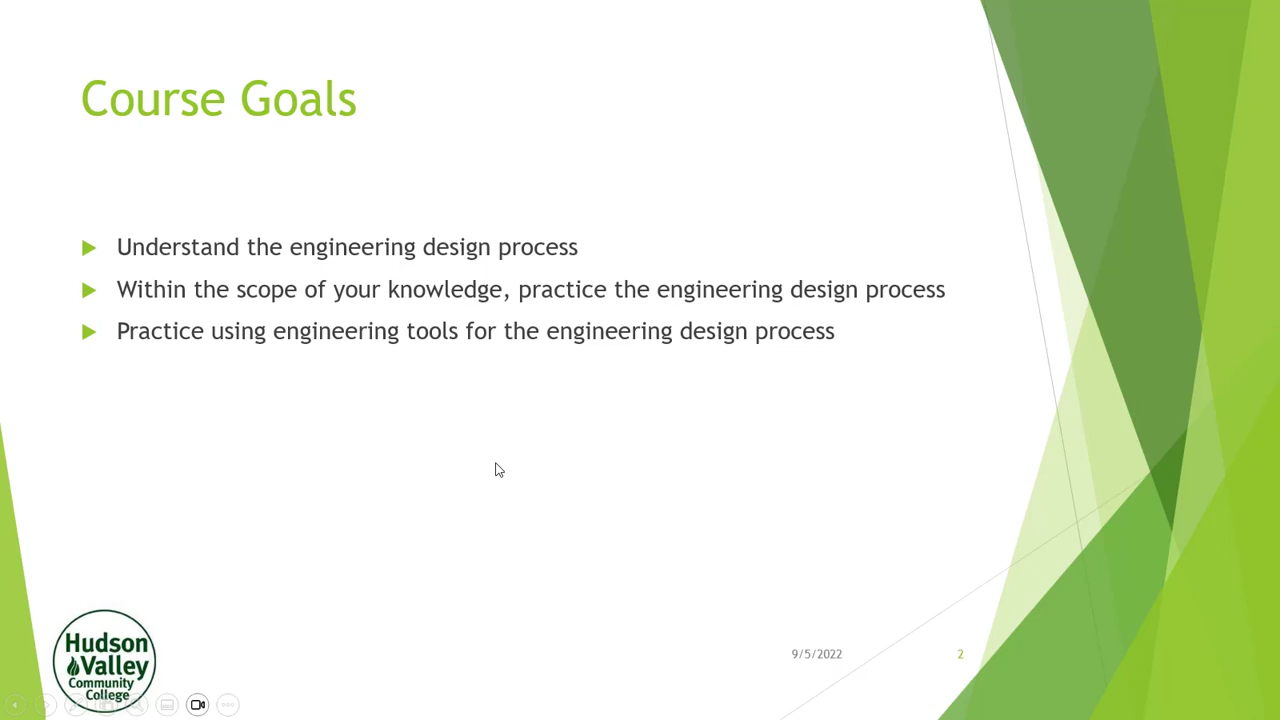 Course Goals
Understand the engineering design process
Within the scope of your knowledge, practice the engineering design process
Practice using engineering tools for the engineering design process
Hudson
Valley
Community
College
9/5/2022
2